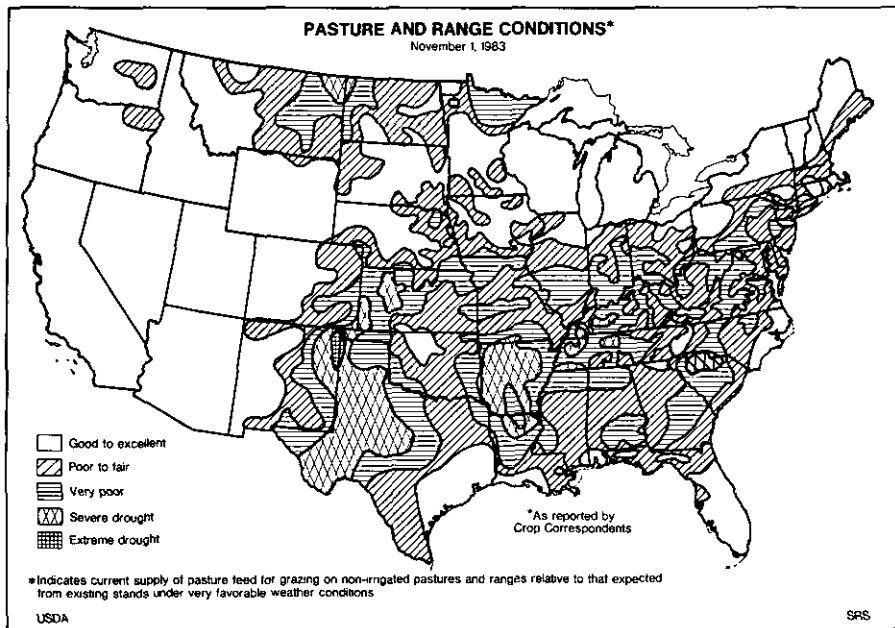 PASTURE AND RANGE CONDITIONS*
November 1, 1983
Good to excellent
Poor to fair
Very poor
Severe drought
Extreme drought
*As reported by
Crop Correspondents
*Indicates current supply of pasture feed for grazing on non-irrigated pastures and ranges relative to that expected
from existing stands under very favorable weather conditions
USDA
SRS